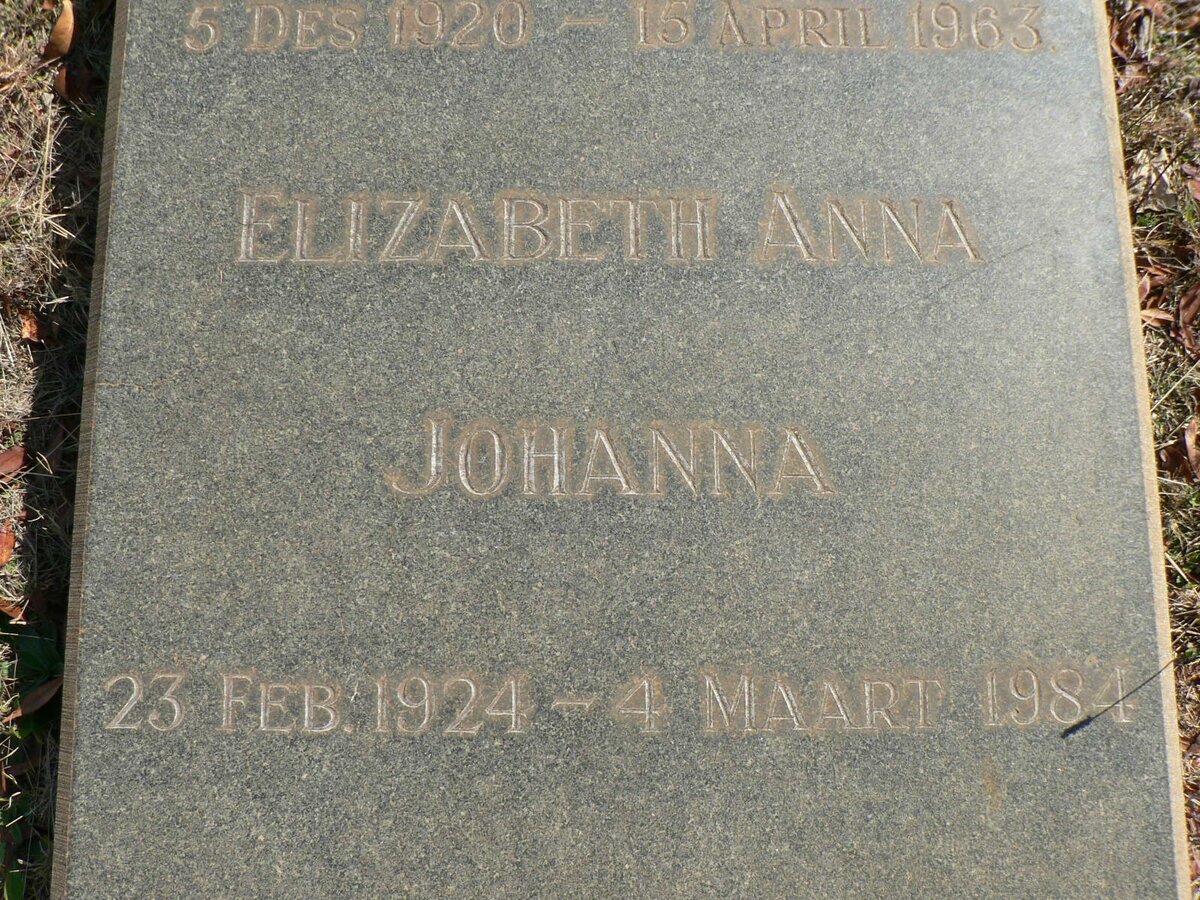 5 DES 1920 – 15 APRIL 1963.
ELIZABETH ANNA
JOHANNA
23 FEB. 1924 – 4 MAART 1984